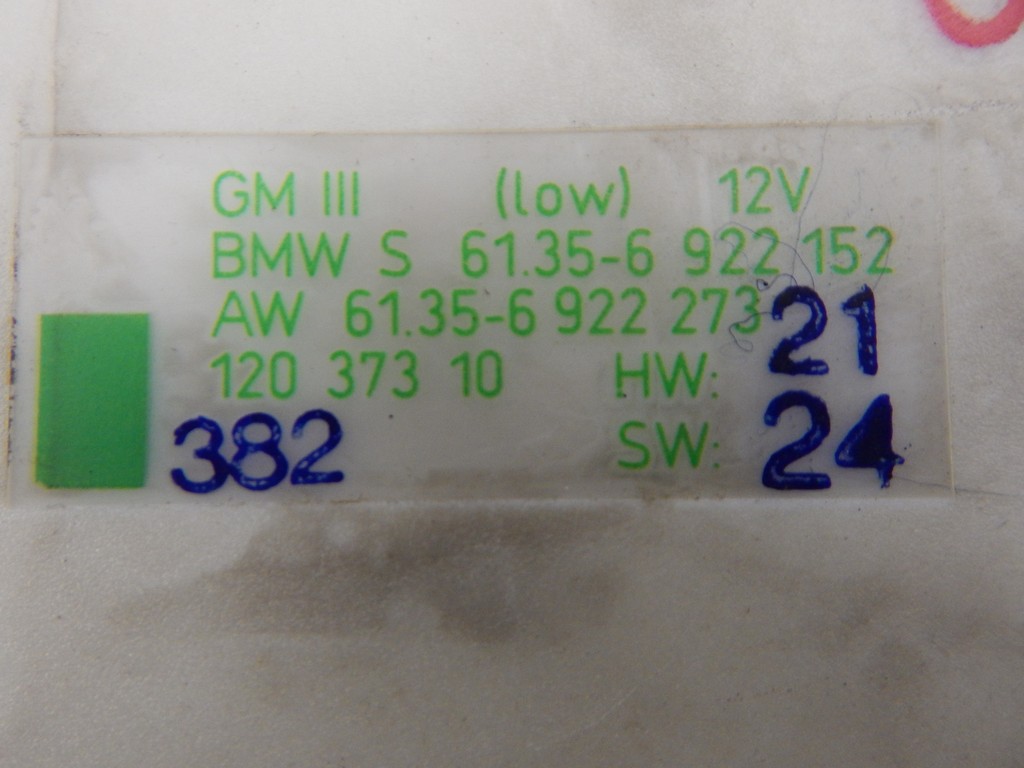 GM III (low) 12V
BMW S 61.35-6 922 152
AW 61.35-6 922 273
120 373 10 HW: 21
382 SW: 24